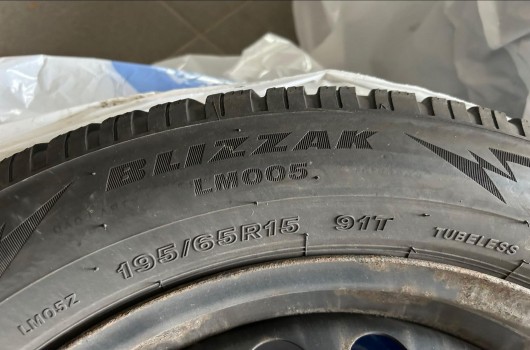 BLIZZAK
LM005
195/65R15 91T
TUBELESS
LM05Z